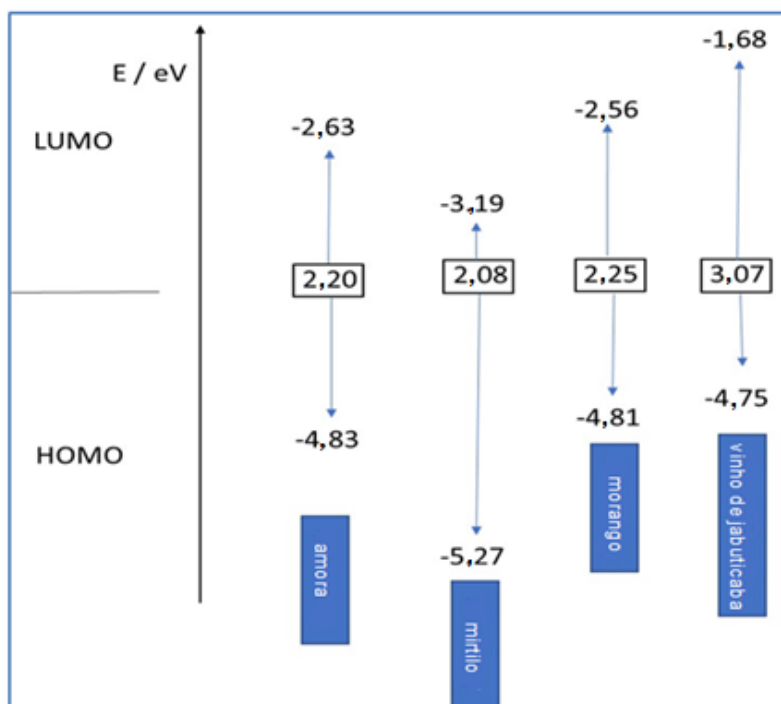 -1,68
E / eV
-2,63
-2,56
LUMO
-3,19
2,20
2,08
2,25
3,07
-4,83
-4,81
-4,75
HOMO
-5,27
amora
mirtilo
morango
vinho de jabuticaba